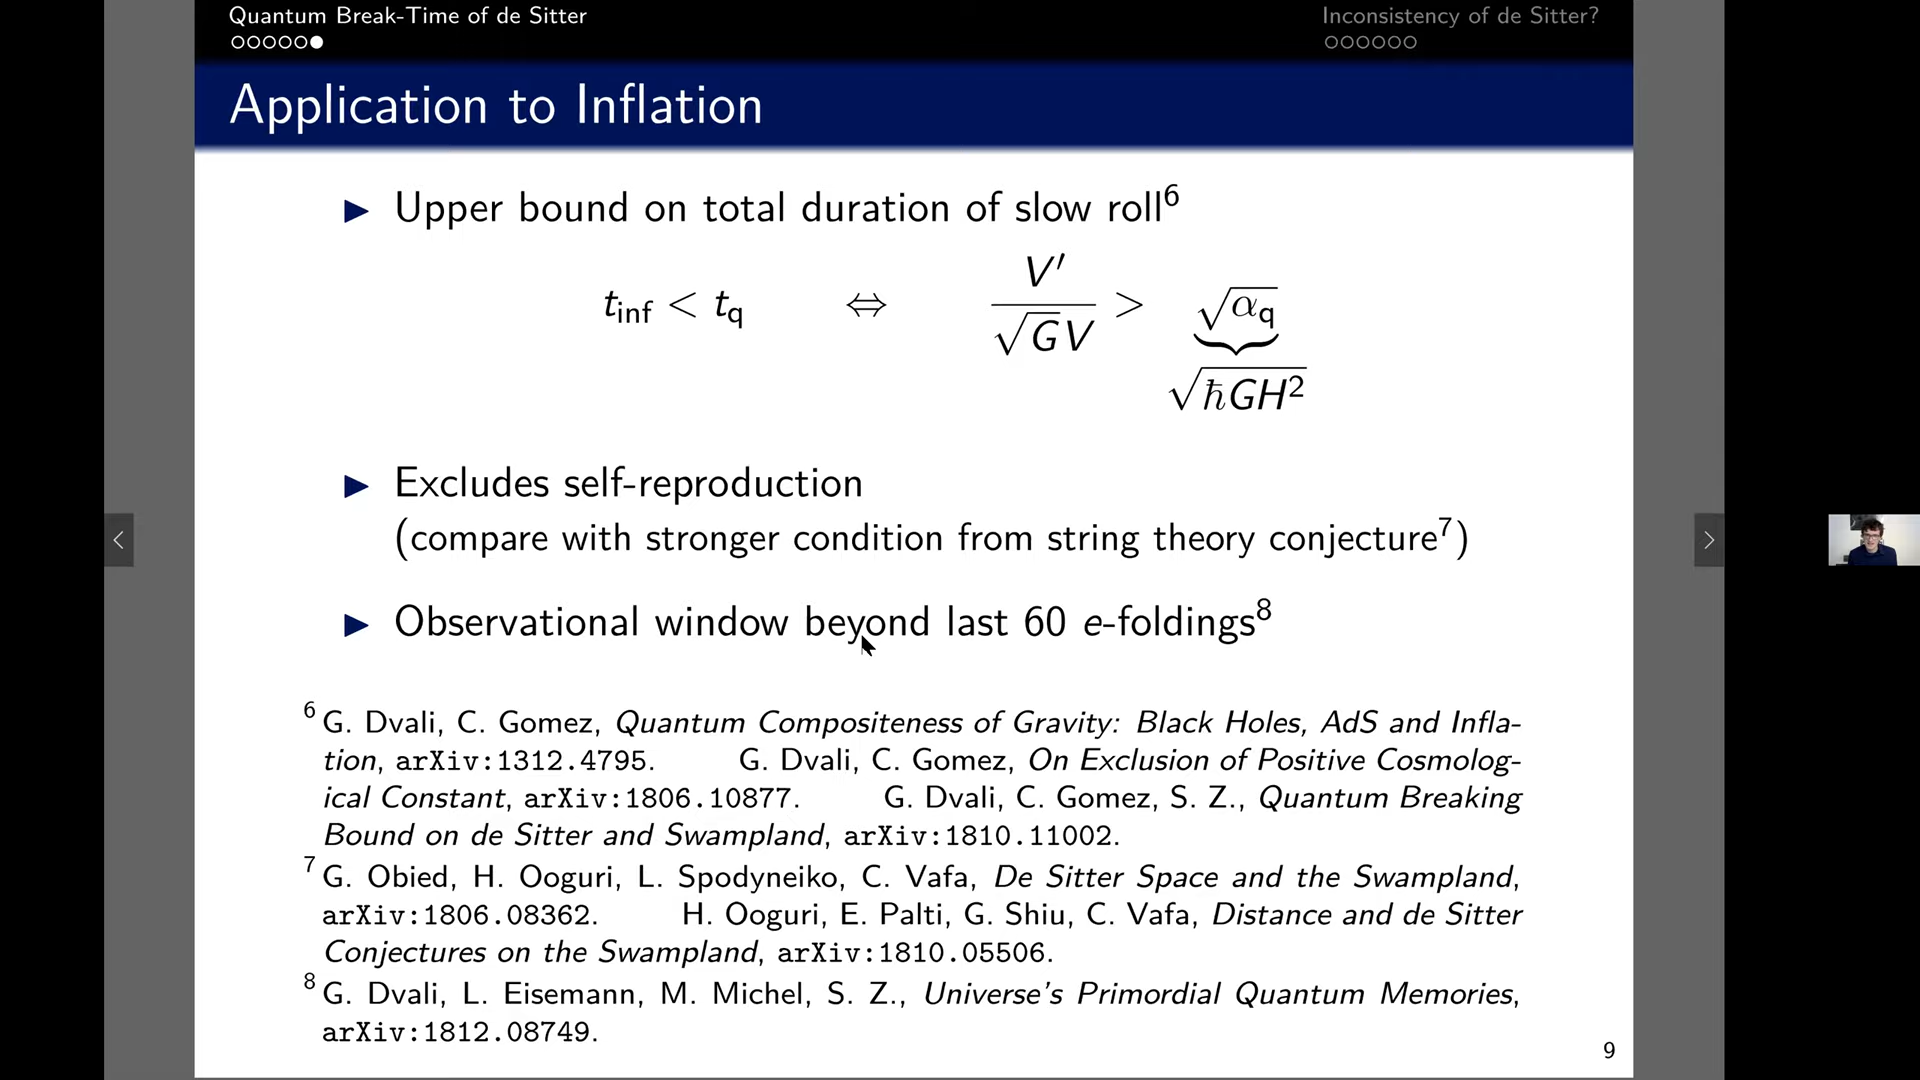 Quantum Break-Time of de Sitter
Inconsistency of de Sitter?
Application to Inflation
▶ Upper bound on total duration of slow roll⁶
t_inf < t_q ⇔ V′ / (√G V) > √α_q
√(ħGH²)
▶ Excludes self-reproduction
(compare with stronger condition from string theory conjecture⁷)
▶ Observational window beyond last 60 e-foldings⁸
⁶ G. Dvali, C. Gomez, Quantum Compositeness of Gravity: Black Holes, AdS and Infla-
tion, arXiv:1312.4795. G. Dvali, C. Gomez, On Exclusion of Positive Cosmolog-
ical Constant, arXiv:1806.10877. G. Dvali, C. Gomez, S. Z., Quantum Breaking
Bound on de Sitter and Swampland, arXiv:1810.11002.
⁷ G. Obied, H. Ooguri, L. Spodyneiko, C. Vafa, De Sitter Space and the Swampland,
arXiv:1806.08362. H. Ooguri, E. Palti, G. Shiu, C. Vafa, Distance and de Sitter
Conjectures on the Swampland, arXiv:1810.05506.
⁸ G. Dvali, L. Eisemann, M. Michel, S. Z., Universe's Primordial Quantum Memories,
arXiv:1812.08749.
9